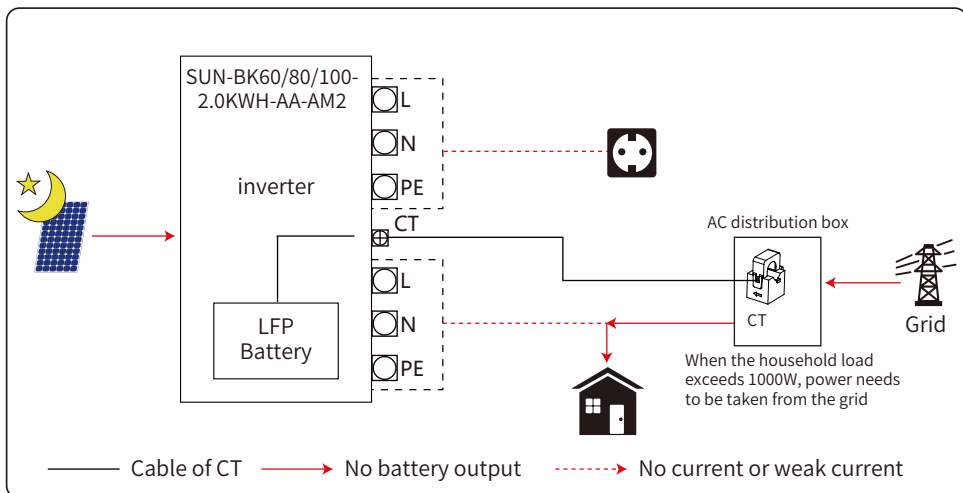 SUN-BK60/80/100-
2.0KWH-AA-AM2
L
N
inverter
PE
CT
AC distribution box
L
LFP
Battery
N
CT
Grid
PE
When the household load
exceeds 1000W, power needs
to be taken from the grid
Cable of CT
No battery output
No current or weak current